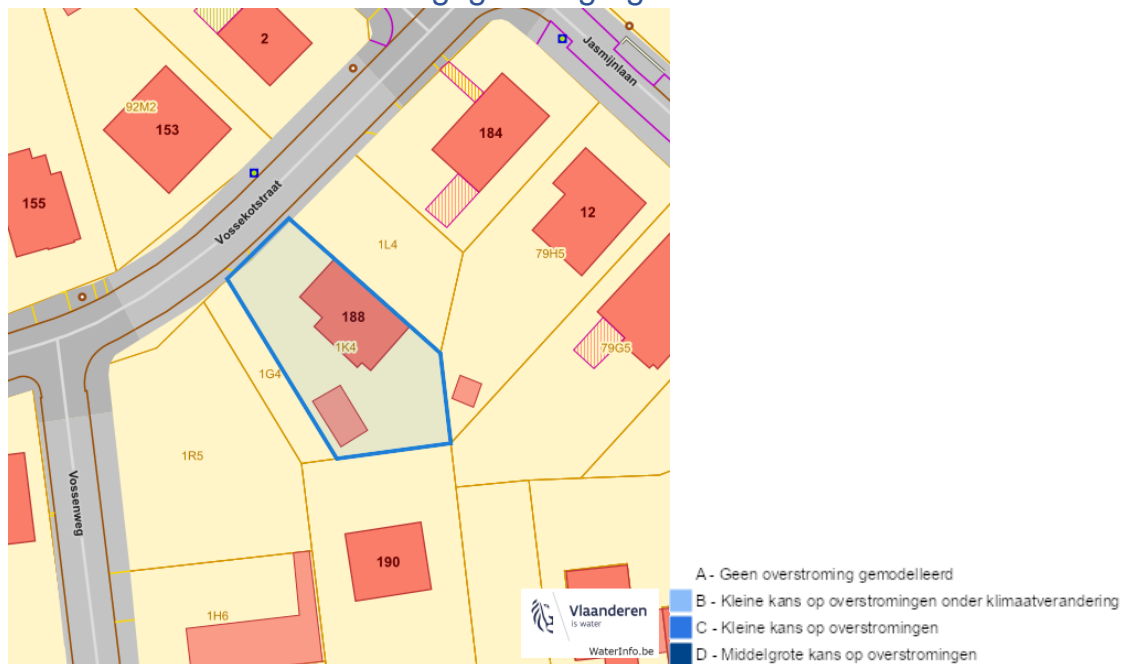 2
Jasmijnlaan
92M2
153
184
155
12
Vossekotstraat
1L4
79H5
188
1K4
79G5
1G4
1R5
Vossenweg
190
1H6
Vlaanderen
is water
WaterInfo.be
A - Geen overstroming gemodelleerd
B - Kleine kans op overstromingen onder klimaatverandering
C - Kleine kans op overstromingen
D - Middelgrote kans op overstromingen